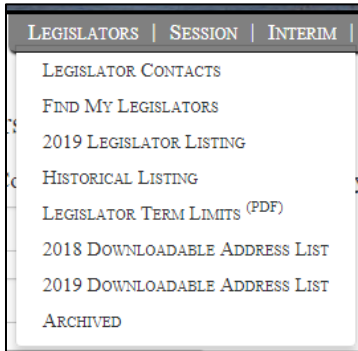 LEGISLATORS | SESSION | INTERIM |
LEGISLATOR CONTACTS
FIND MY LEGISLATORS
2019 LEGISLATOR LISTING
HISTORICAL LISTING
LEGISLATOR TERM LIMITS (PDF)
2018 DOWNLOADABLE ADDRESS LIST
2019 DOWNLOADABLE ADDRESS LIST
ARCHIVED